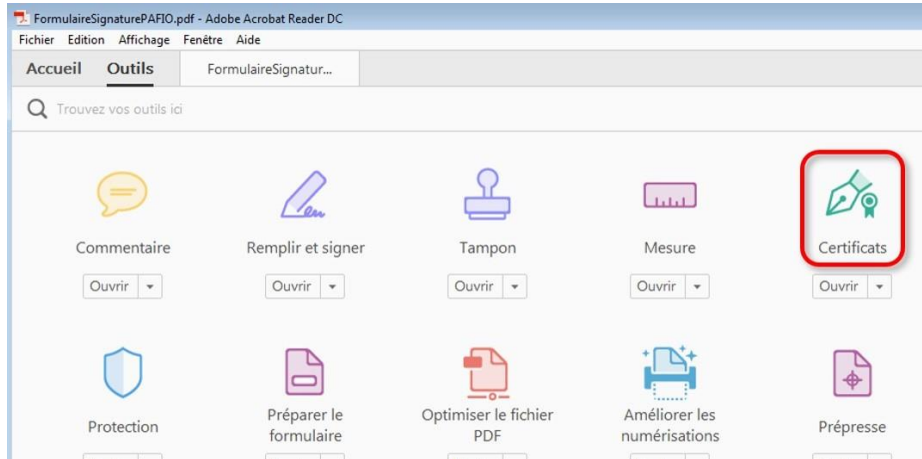 FormulaireSignaturePAFIO.pdf - Adobe Acrobat Reader DC
Fichier Edition Affichage Fenêtre Aide
Accueil Outils FormulaireSignatur...
Trouvez vos outils ici
Commentaire Remplir et signer Tampon Mesure Certificats
Ouvrir Ouvrir Ouvrir Ouvrir Ouvrir
Protection Préparer le formulaire Optimiser le fichier PDF Améliorer les numérisations Prépresse